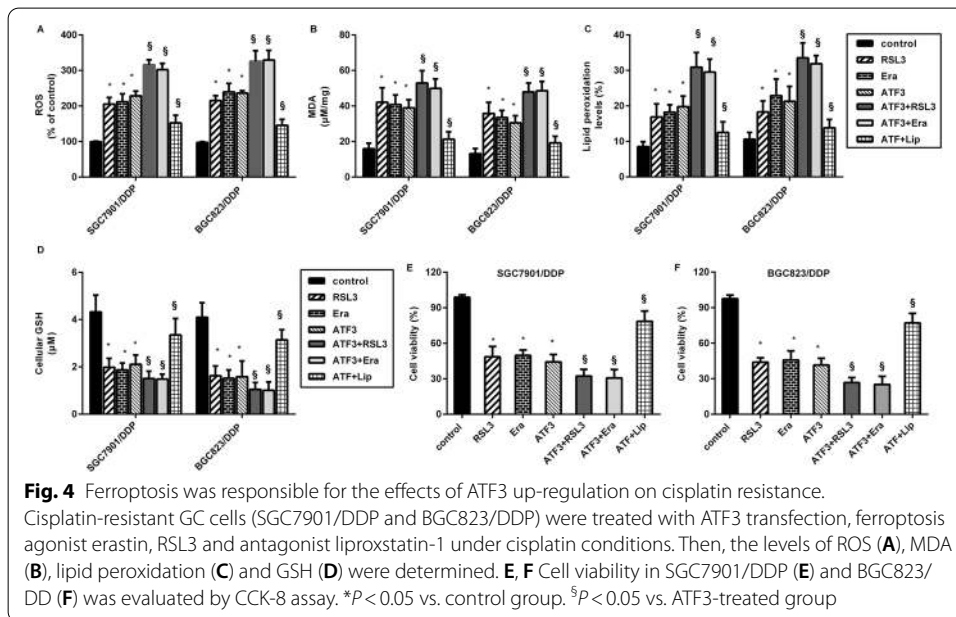 A
ROS
(% of control)
400
300
200
100
0
* * * § § §
* * * § § §
SGC7901/DDP
BGC823/DDP
B
MDA
(μM/mg)
80
60
40
20
0
* * * § § §
* * * § § §
SGC7901/DDP
BGC823/DDP
C
Lipid peroxidation
levels (%)
40
30
20
10
0
* * * § § §
* * * § § §
SGC7901/DDP
BGC823/DDP
control
RSL3
Era
ATF3
ATF3+RSL3
ATF3+Era
ATF+Lip
D
Cellular GSH
(μM)
6
4
2
0
* * * § § §
* * * § § §
SGC7901/DDP
BGC823/DDP
control
RSL3
Era
ATF3
ATF3+RSL3
ATF3+Era
ATF+Lip
E
SGC7901/DDP
Cell viablity (%)
120
90
60
30
0
* * * § § §
control
RSL3
Era
ATF3
ATF3+RSL3
ATF3+Era
ATF+Lip
F
BGC823/DDP
Cell viablity (%)
120
90
60
30
0
* * * § § §
control
RSL3
Era
ATF3
ATF3+RSL3
ATF3+Era
ATF+Lip
Fig. 4 Ferroptosis was responsible for the effects of ATF3 up-regulation on cisplatin resistance.
Cisplatin-resistant GC cells (SGC7901/DDP and BGC823/DDP) were treated with ATF3 transfection, ferroptosis
agonist erastin, RSL3 and antagonist liproxstatin-1 under cisplatin conditions. Then, the levels of ROS (A), MDA
(B), lipid peroxidation (C) and GSH (D) were determined. E, F Cell viability in SGC7901/DDP (E) and BGC823/
DD (F) was evaluated by CCK-8 assay. *P < 0.05 vs. control group. §P < 0.05 vs. ATF3-treated group